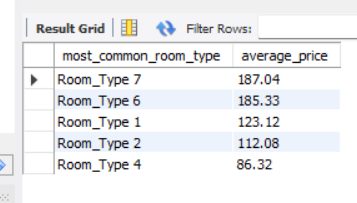 Result Grid Filter Rows:
most_common_room_type average_price
Room_Type 7 187.04
Room_Type 6 185.33
Room_Type 1 123.12
Room_Type 2 112.08
Room_Type 4 86.32